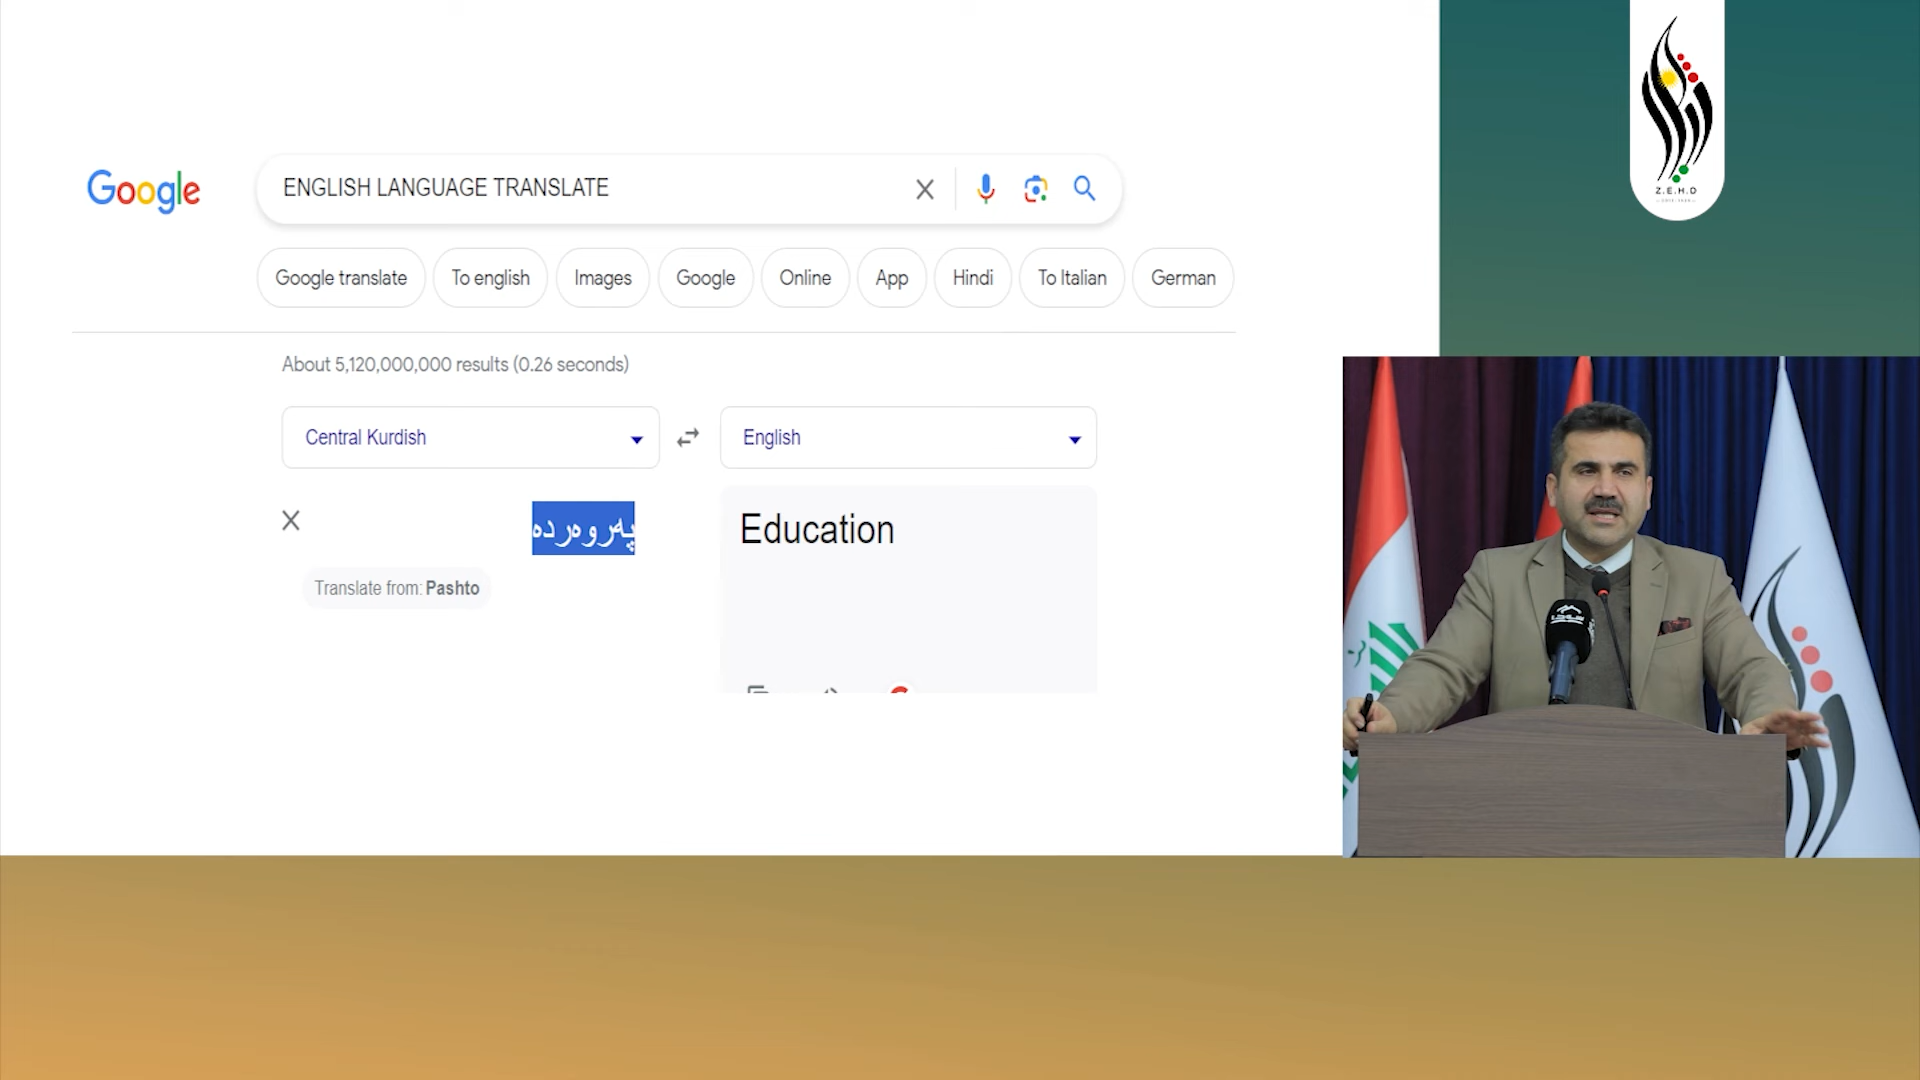 Google
ENGLISH LANGUAGE TRANSLATE
Google translate
To english
Images
Google
Online
App
Hindi
To Italian
German
About 5,120,000,000 results (0.26 seconds)
Central Kurdish
English
پەروەردە
Education
Translate from: Pashto
Z.E.H.D